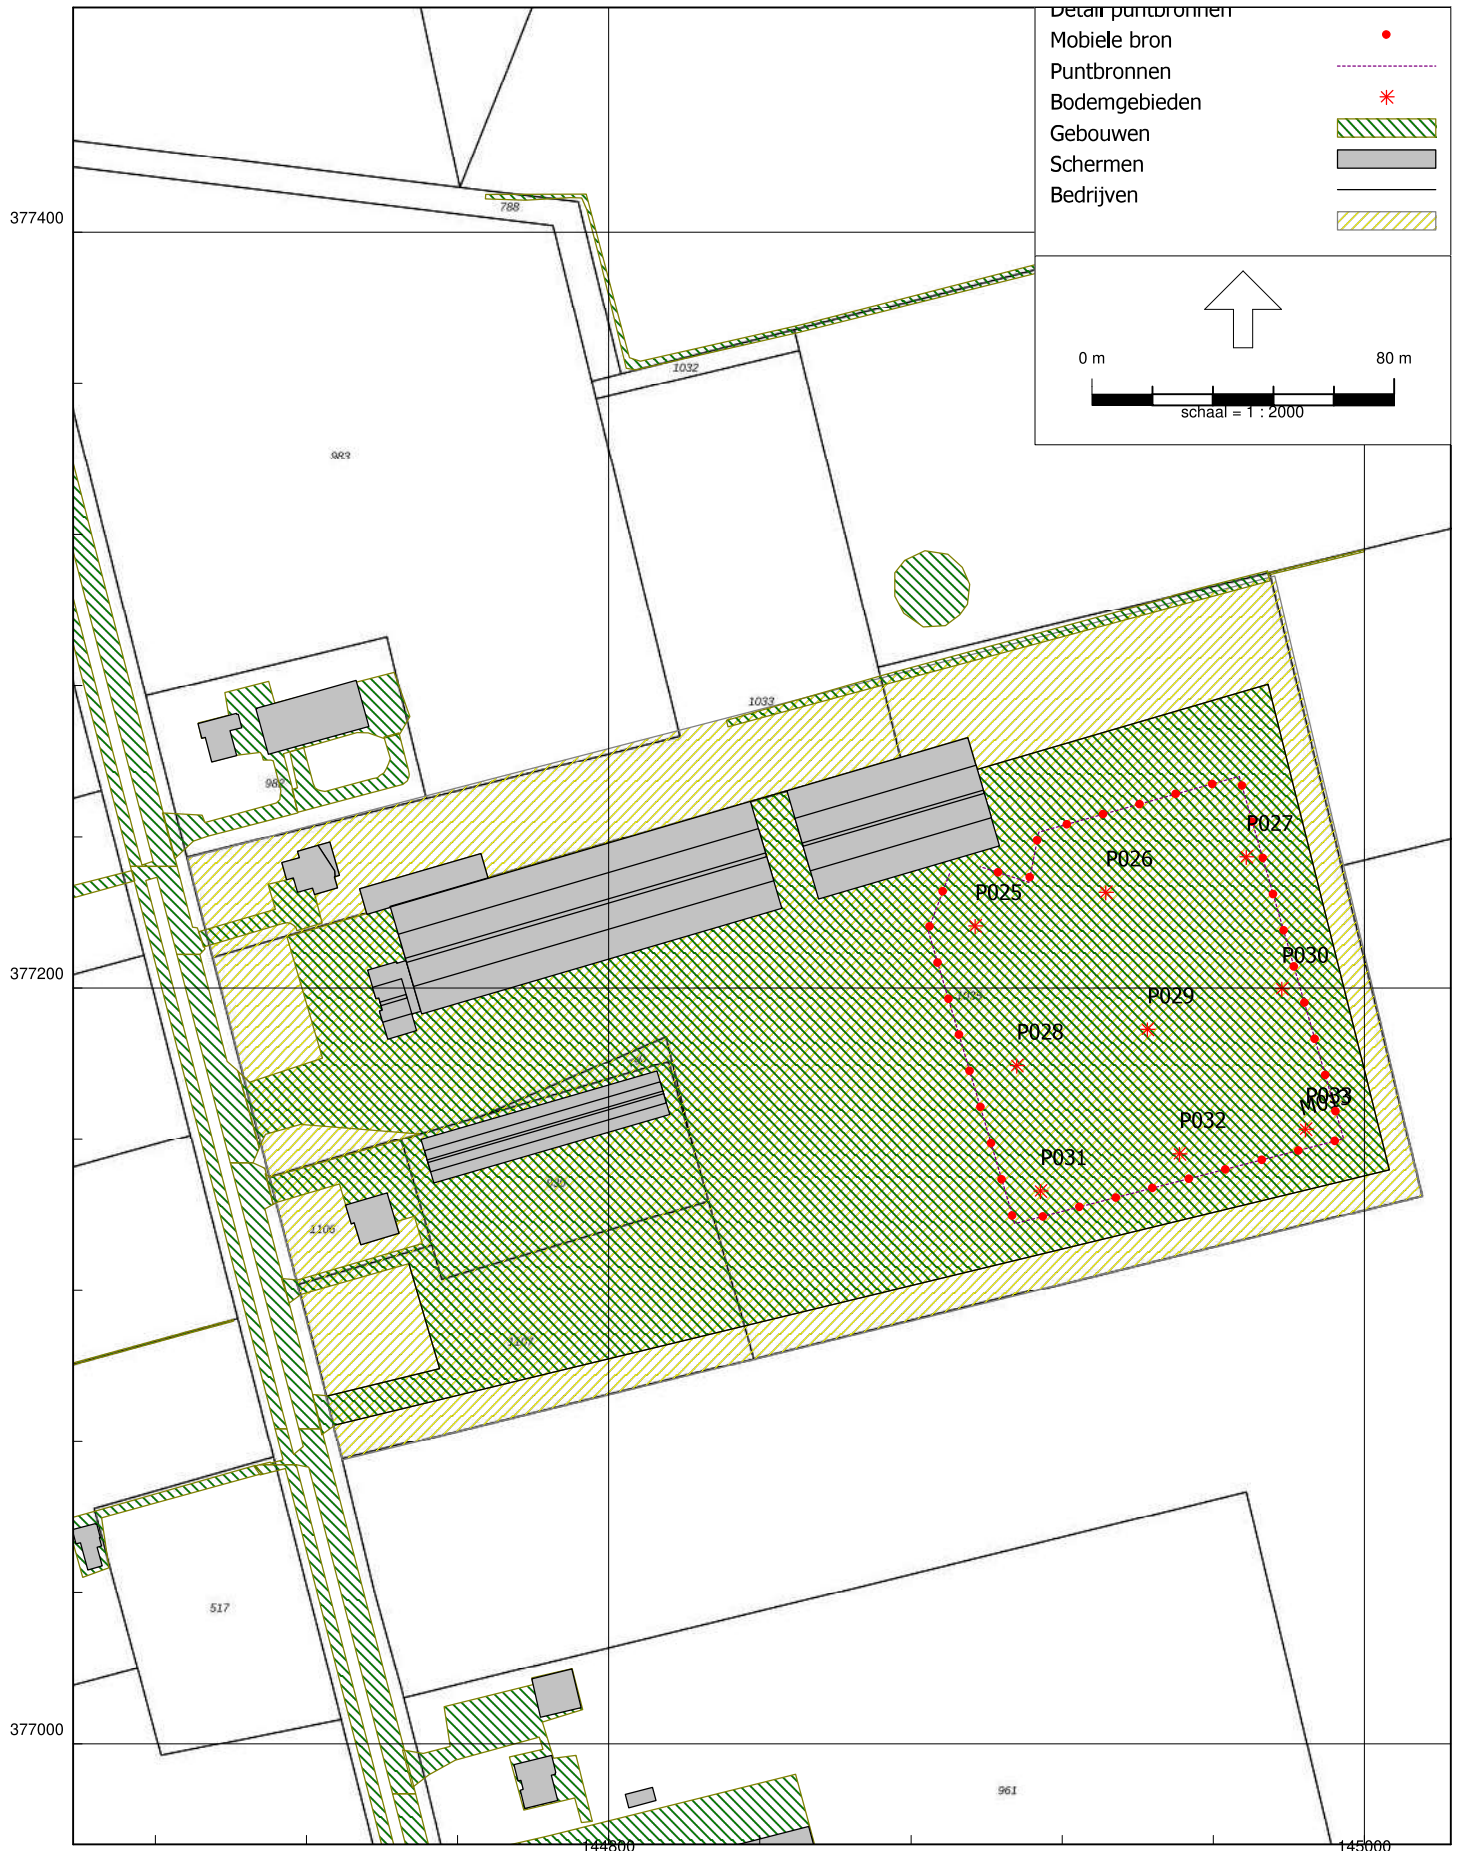 Detail puntbronnen
Mobiele bron
Puntbronnen
Bodemgebieden
Gebouwen
Schermen
Bedrijven
0 m 80 m
schaal = 1 : 2000
377400
788
1032
983
1033
982
P027
P026
P025
P030
377200
P029
P028
P033
P032
P031
1106
1107
517
377000
961
144800 145000